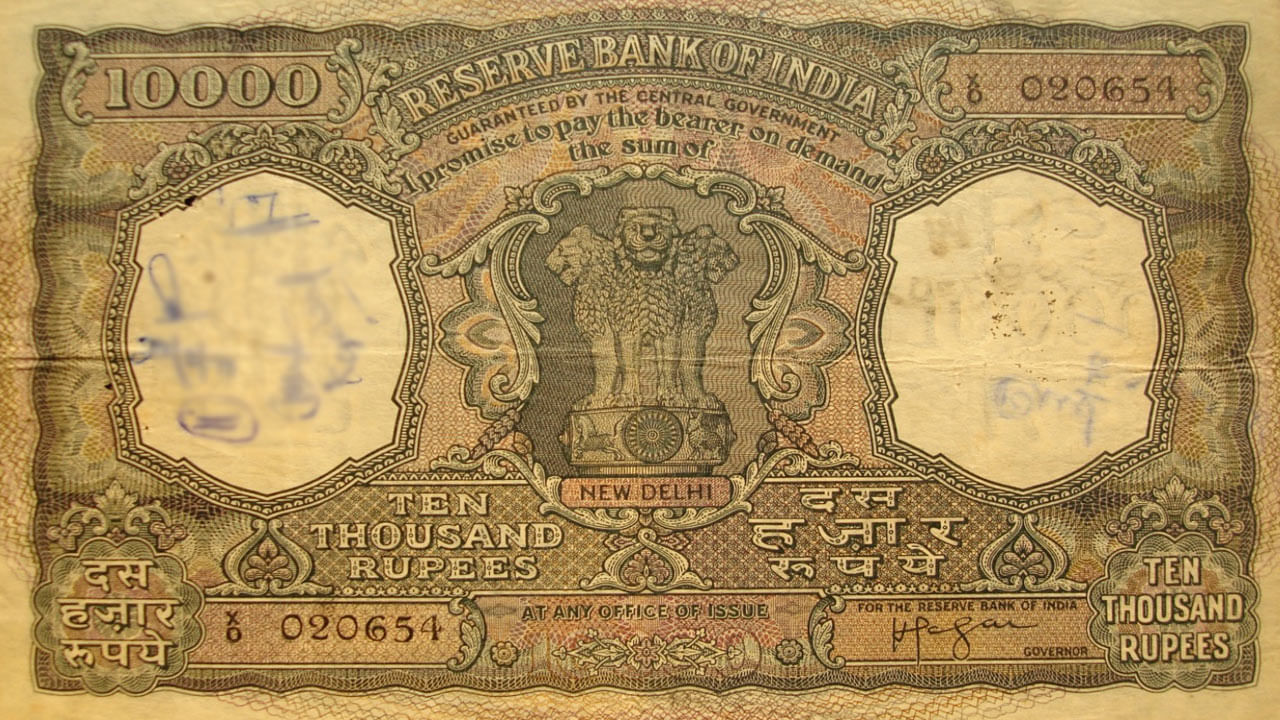 10000
RESERVE BANK OF INDIA
X/0 020654
GUARANTEED BY THE CENTRAL GOVERNMENT
I promise to pay the bearer on demand
the sum of
NEW DELHI
TEN
THOUSAND
RUPEES
दस
हज़ार
रूपये
दस
हज़ार
रूपये
X/0 020654
AT ANY OFFICE OF ISSUE
FOR THE RESERVE BANK OF INDIA
GOVERNOR
TEN
THOUSAND
RUPEES